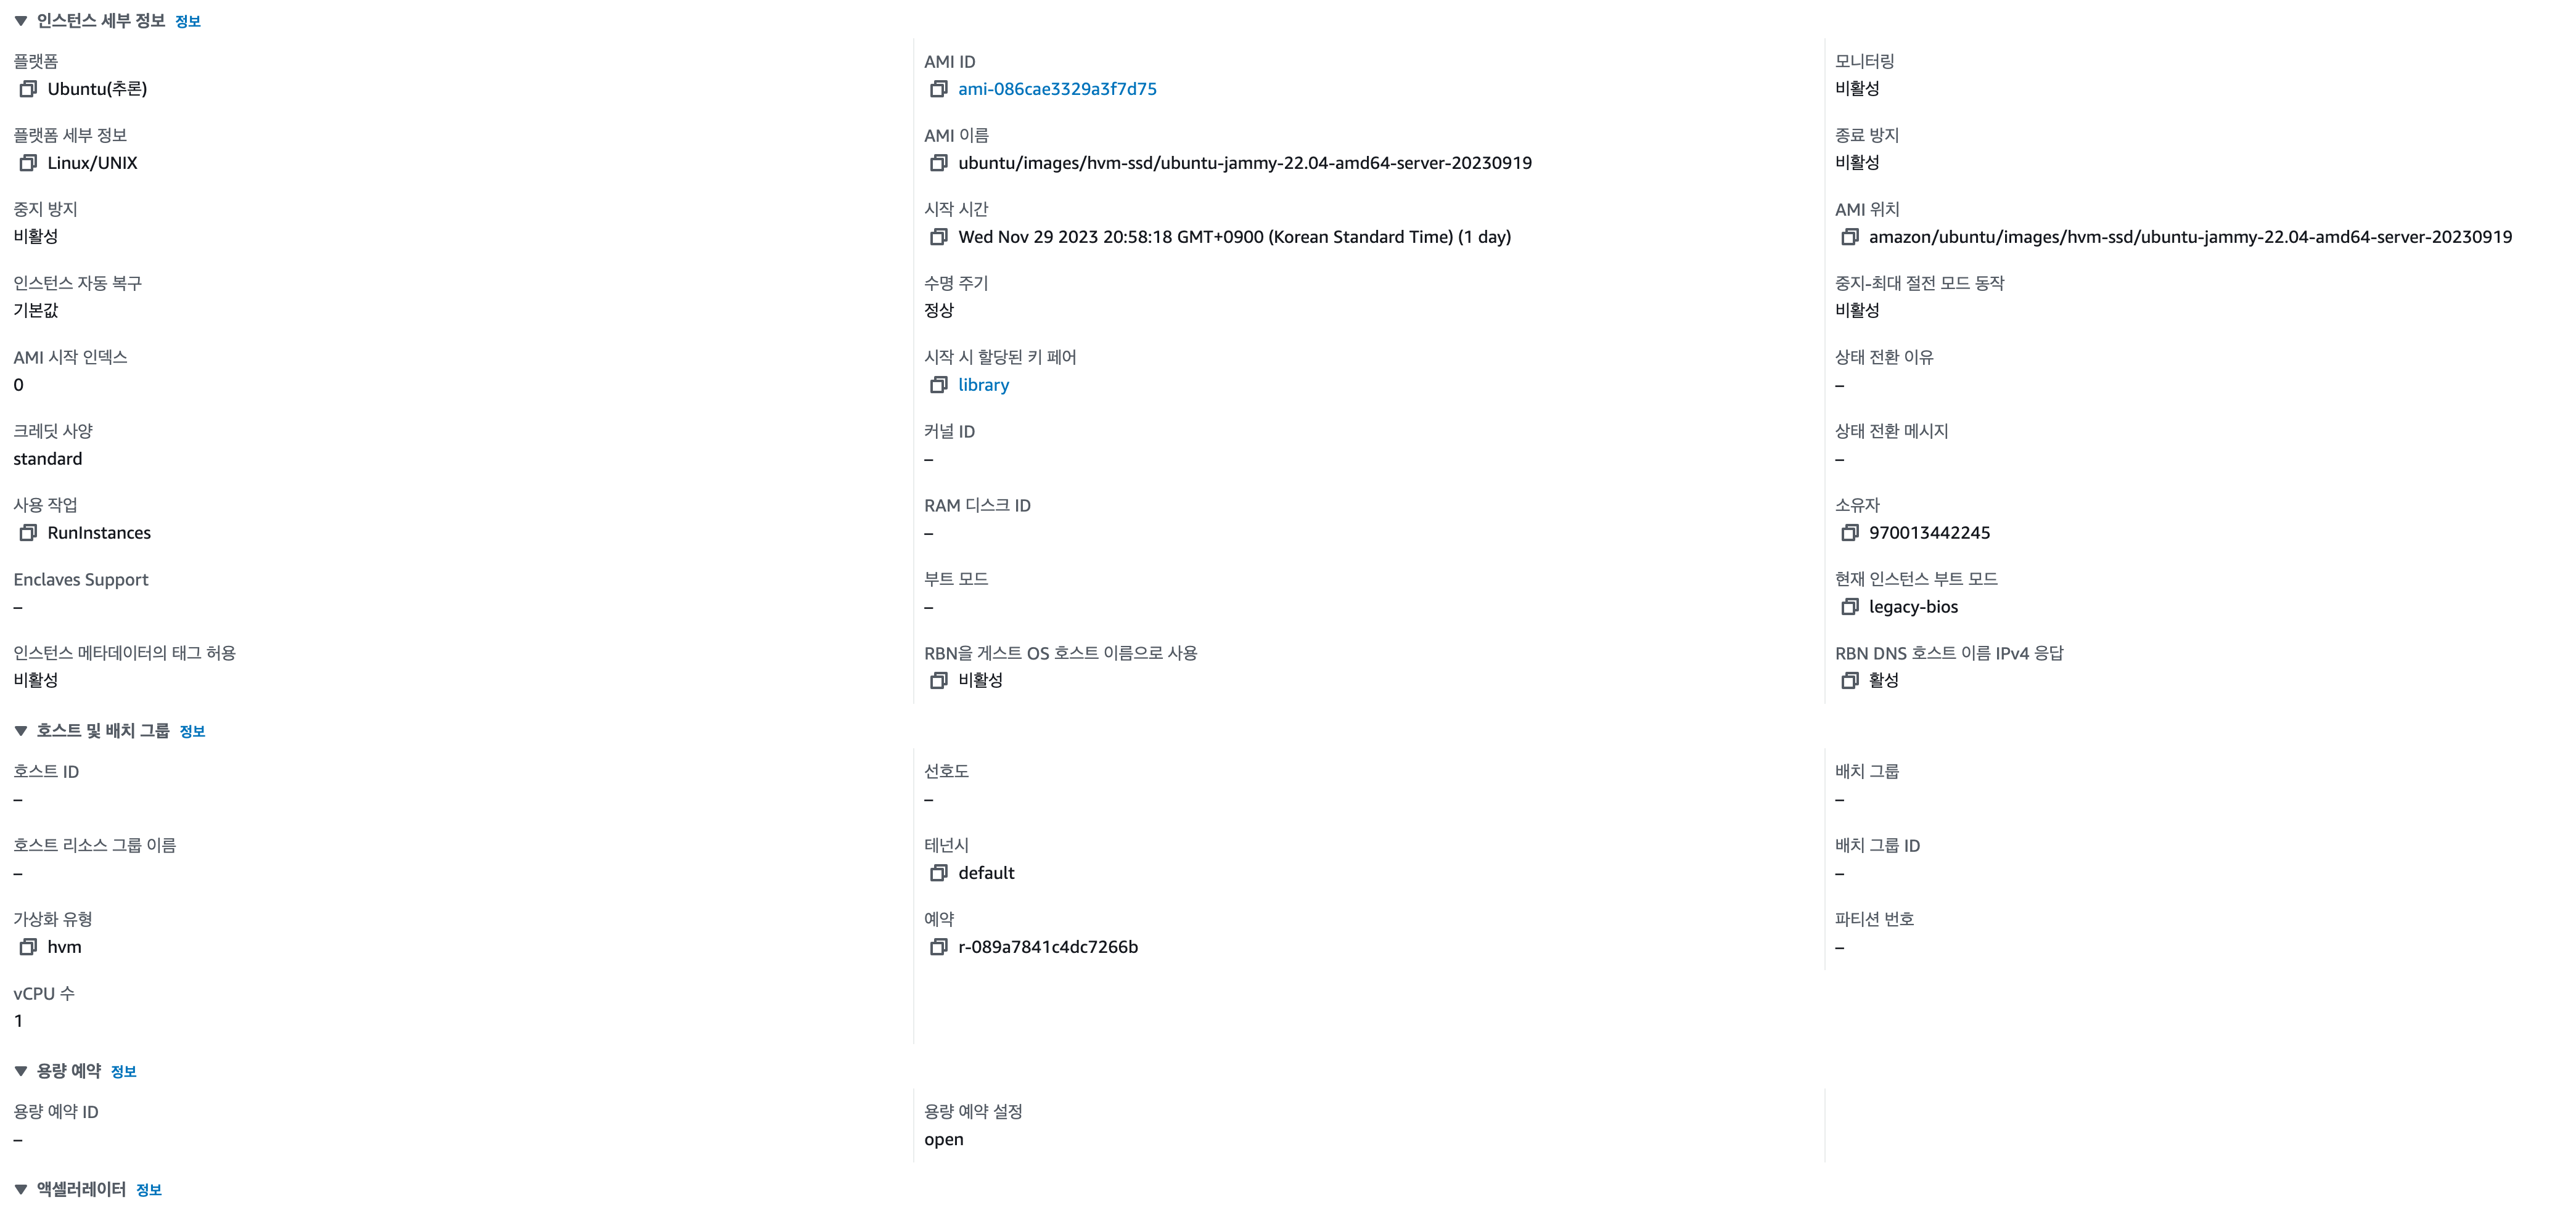 인스턴스 세부 정보 정보
플랫폼
Ubuntu(추론)
AMI ID
ami-086cae3329a3f7d75
모니터링
비활성
플랫폼 세부 정보
Linux/UNIX
AMI 이름
ubuntu/images/hvm-ssd/ubuntu-jammy-22.04-amd64-server-20230919
종료 방지
비활성
중지 방지
비활성
시작 시간
Wed Nov 29 2023 20:58:18 GMT+0900 (Korean Standard Time) (1 day)
AMI 위치
amazon/ubuntu/images/hvm-ssd/ubuntu-jammy-22.04-amd64-server-20230919
인스턴스 자동 복구
기본값
수명 주기
정상
중지-최대 절전 모드 동작
비활성
AMI 시작 인덱스
0
시작 시 할당된 키 페어
library
상태 전환 이유
–
크레딧 사양
standard
커널 ID
–
상태 전환 메시지
–
사용 작업
RunInstances
RAM 디스크 ID
–
소유자
970013442245
Enclaves Support
–
부트 모드
–
현재 인스턴스 부트 모드
legacy-bios
인스턴스 메타데이터의 태그 허용
비활성
RBN을 게스트 OS 호스트 이름으로 사용
비활성
RBN DNS 호스트 이름 IPv4 응답
활성
호스트 및 배치 그룹 정보
호스트 ID
–
선호도
–
배치 그룹
–
호스트 리소스 그룹 이름
–
테넌시
default
배치 그룹 ID
–
가상화 유형
hvm
예약
r-089a7841c4dc7266b
파티션 번호
–
vCPU 수
1
용량 예약 정보
용량 예약 ID
–
용량 예약 설정
open
액셀러레이터 정보